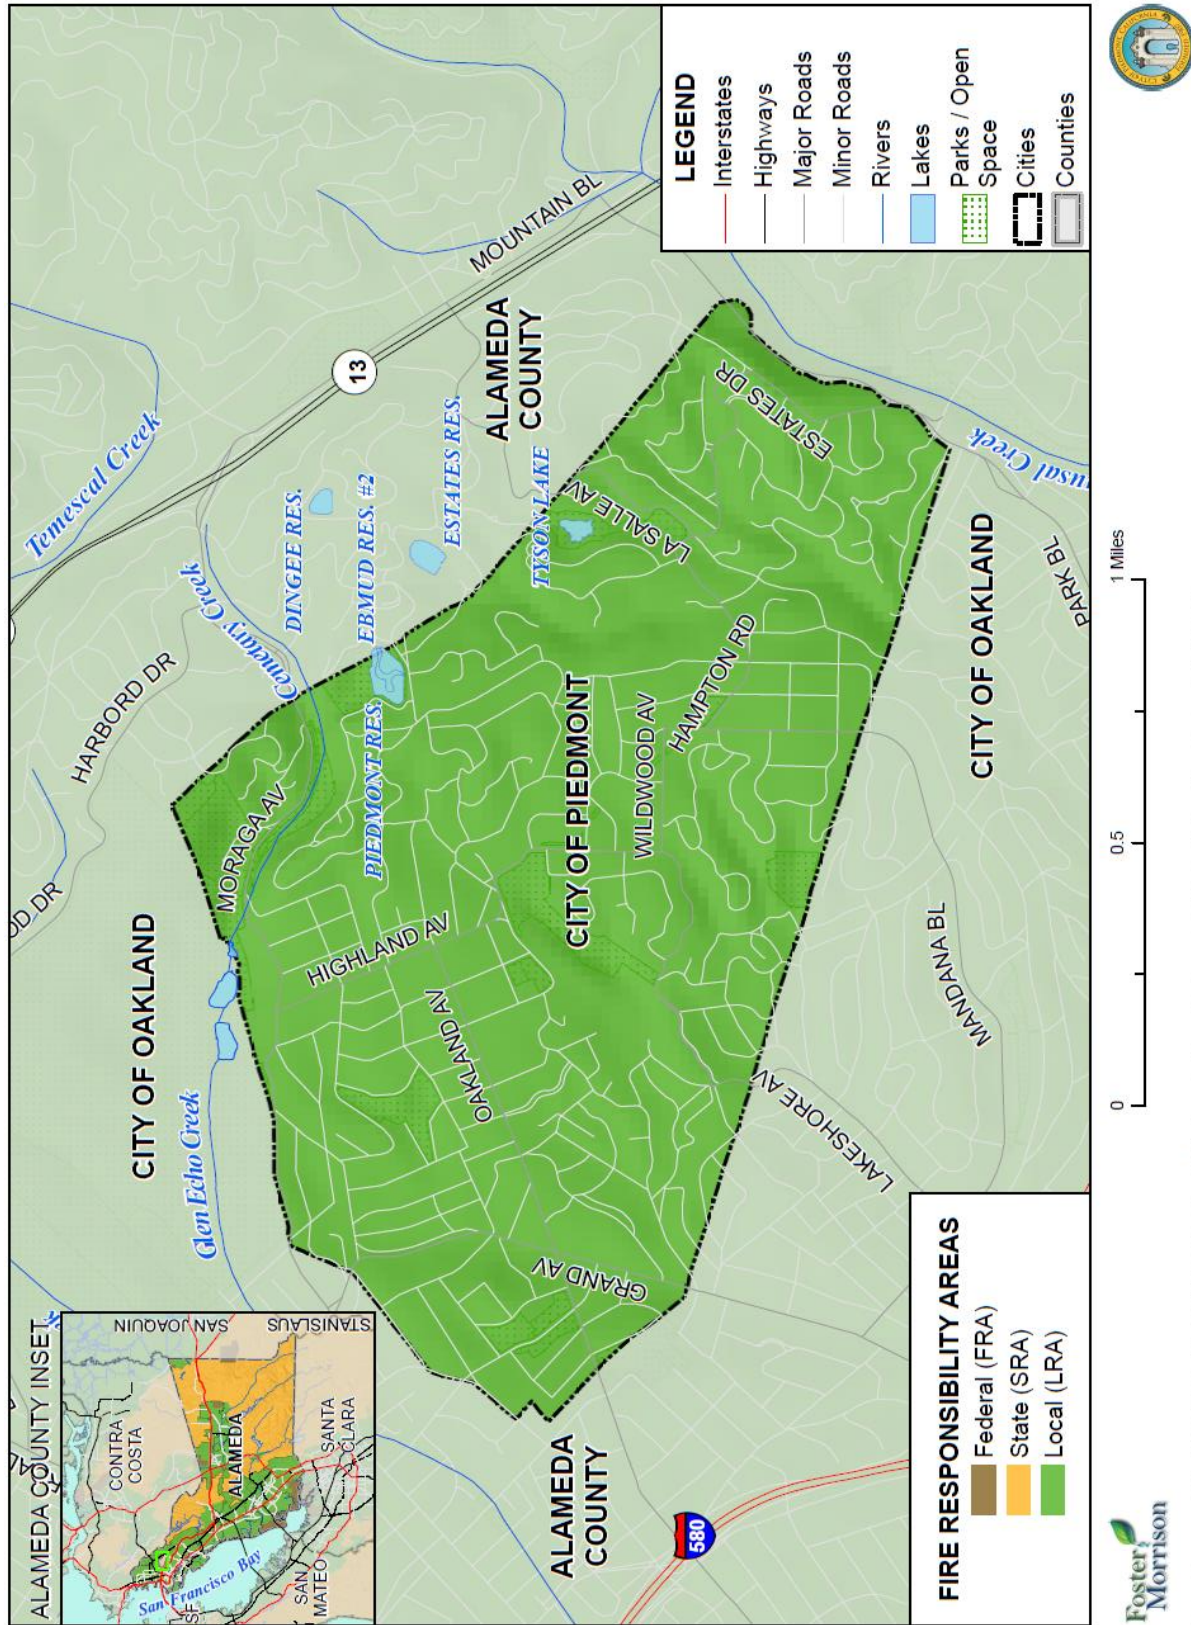 ALAMEDA COUNTY INSET
CONTRA
COSTA
SAN JOAQUIN
STANISLAUS
ALAMEDA
SANTA
CLARA
SAN
MATEO
SF
San Francisco Bay
Glen Echo Creek
CITY OF OAKLAND
OD DR
HARBORD DR
Temescal Creek
Cemetary Creek
DINGEE RES.
EBMUD RES. #2
PIEDMONT RES.
ESTATES RES.
TYSON LAKE
13
MOUNTAIN BL
ALAMEDA
COUNTY
MORAGA AV
HIGHLAND AV
OAKLAND AV
GRAND AV
CITY OF PIEDMONT
WILDWOOD AV
HAMPTON RD
LA SALLE AV
ESTATES DR
ALAMEDA
COUNTY
580
LAKESHORE AV
MANDANA BL
CITY OF OAKLAND
PARK BL
usal Creek
LEGEND
Interstates
Highways
Major Roads
Minor Roads
Rivers
Lakes
Parks / Open
Space
Cities
Counties
FIRE RESPONSIBILITY AREAS
Federal (FRA)
State (SRA)
Local (LRA)
0
0.5
1 Miles
Foster
Morrison